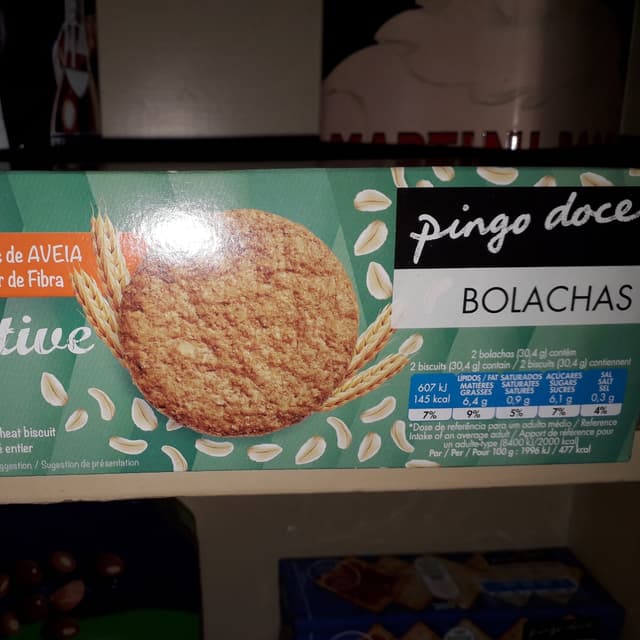 MARTINI
pingo doce
BOLACHAS
de AVEIA
de Fibra
tive
heat biscuit
entier
Sugestion de présentation
2 bolachas (30,4 g) contêm
2 biscuits (30,4 g) contain / 2 biscuits (30,4 g) contiennent
607 kJ
145 kcal
7%
LÍPIDOS / FAT
MATIÈRES
GRASSES
6,4 g
9%
SATURADOS
SATURATES
SATURÉS
0,9 g
5%
AÇÚCARES
SUGARS
SUCRES
6,1 g
7%
SAL
SALT
SEL
0,3 g
4%
*Dose de referência para um adulto médio / Reference
Intake of an average adult / Apport de référence pour
un adulte-type (8400 kJ/2000 kcal)
Por / Per / Pour 100 g: 1996 kJ / 477 kcal
pingo doce